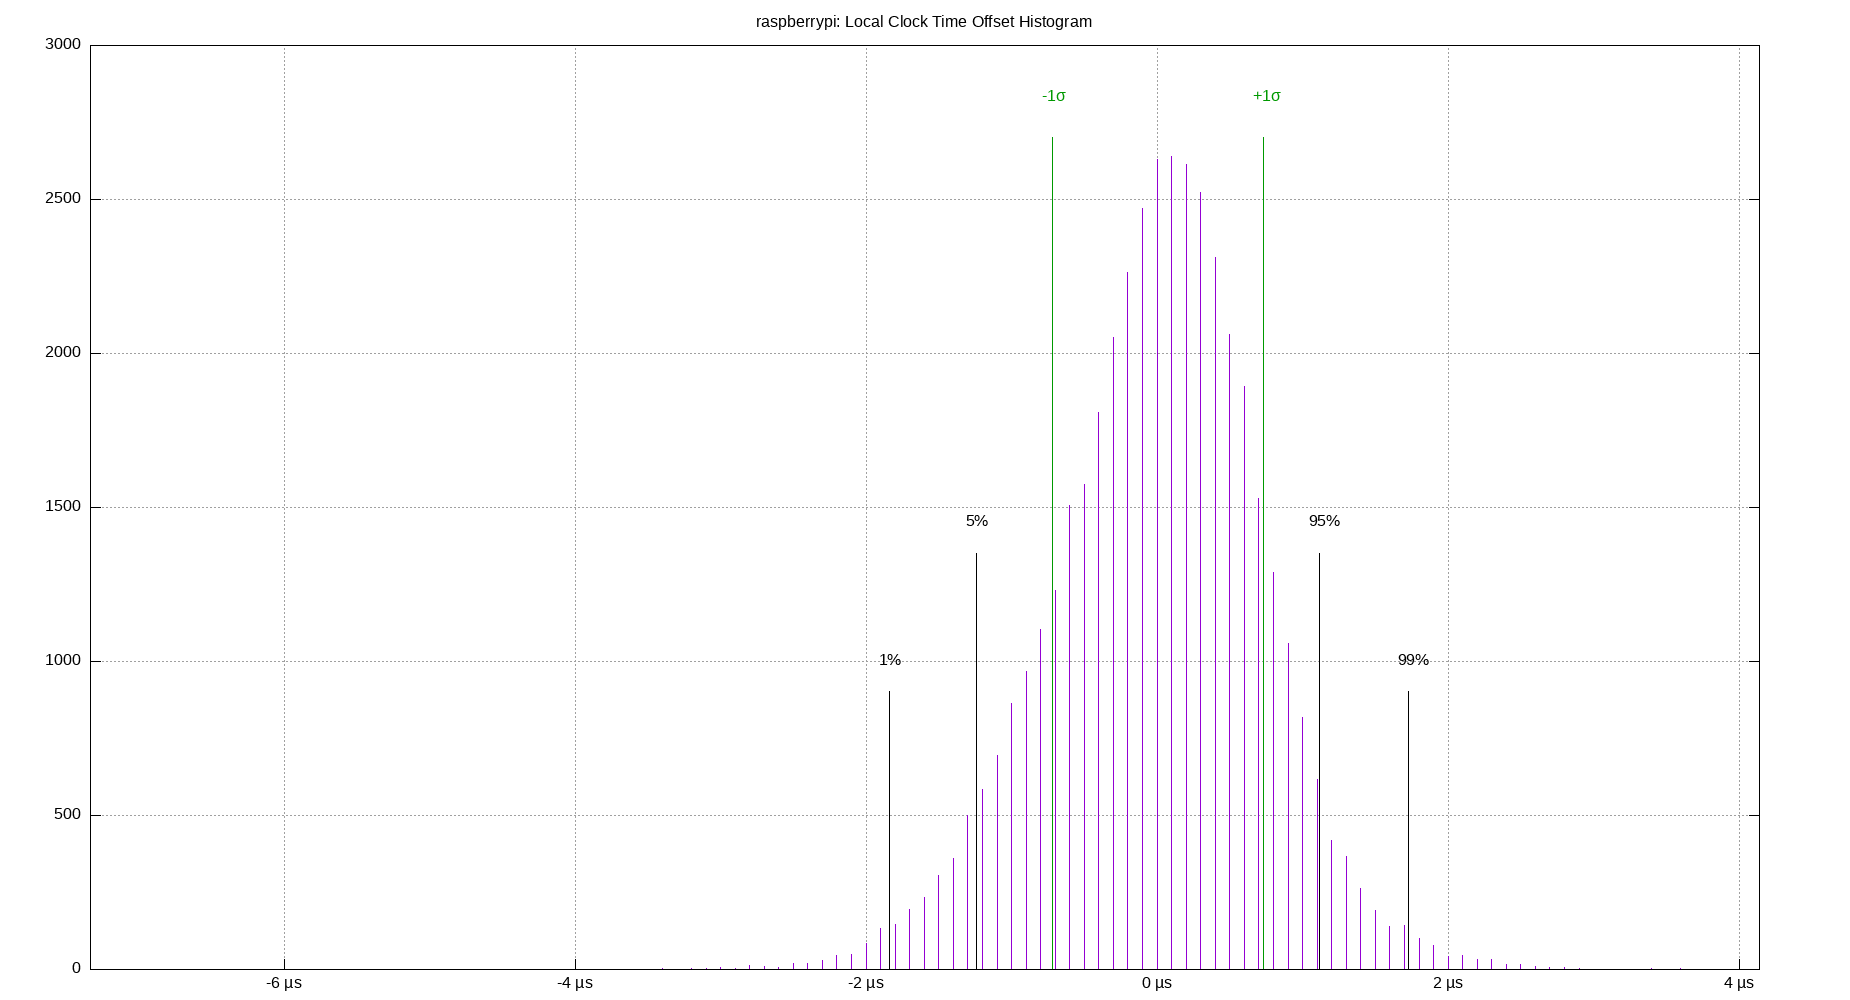 raspberrypi: Local Clock Time Offset Histogram
3000
-1σ
+1σ
2500
2000
1500
5%
95%
1000
1%
99%
500
0
-6 µs
-4 µs
-2 µs
0 µs
2 µs
4 µs